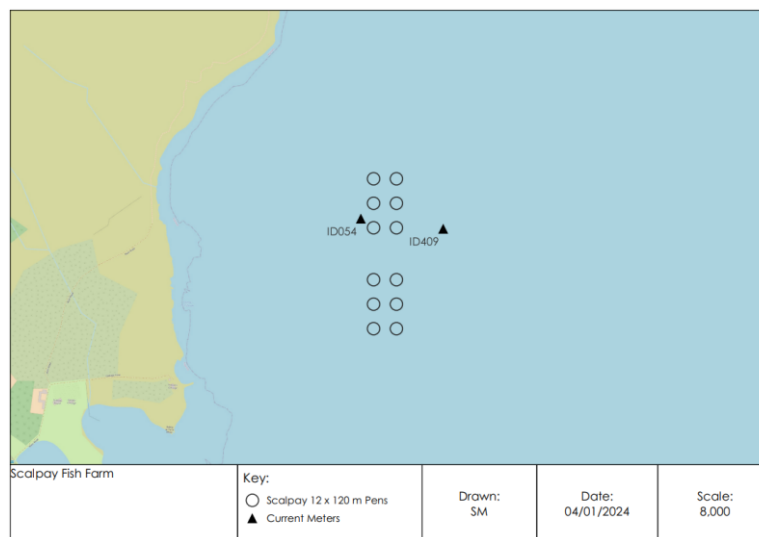 ID054
ID409
Scalpay Fish Farm
Key:
Scalpay 12 x 120 m Pens
Current Meters
Drawn:
SM
Date:
04/01/2024
Scale:
8,000